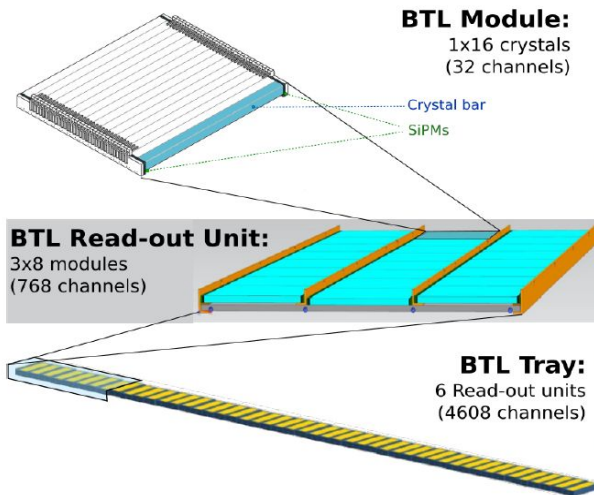 BTL Module:
1x16 crystals
(32 channels)
Crystal bar
SiPMs
BTL Read-out Unit:
3x8 modules
(768 channels)
BTL Tray:
6 Read-out units
(4608 channels)